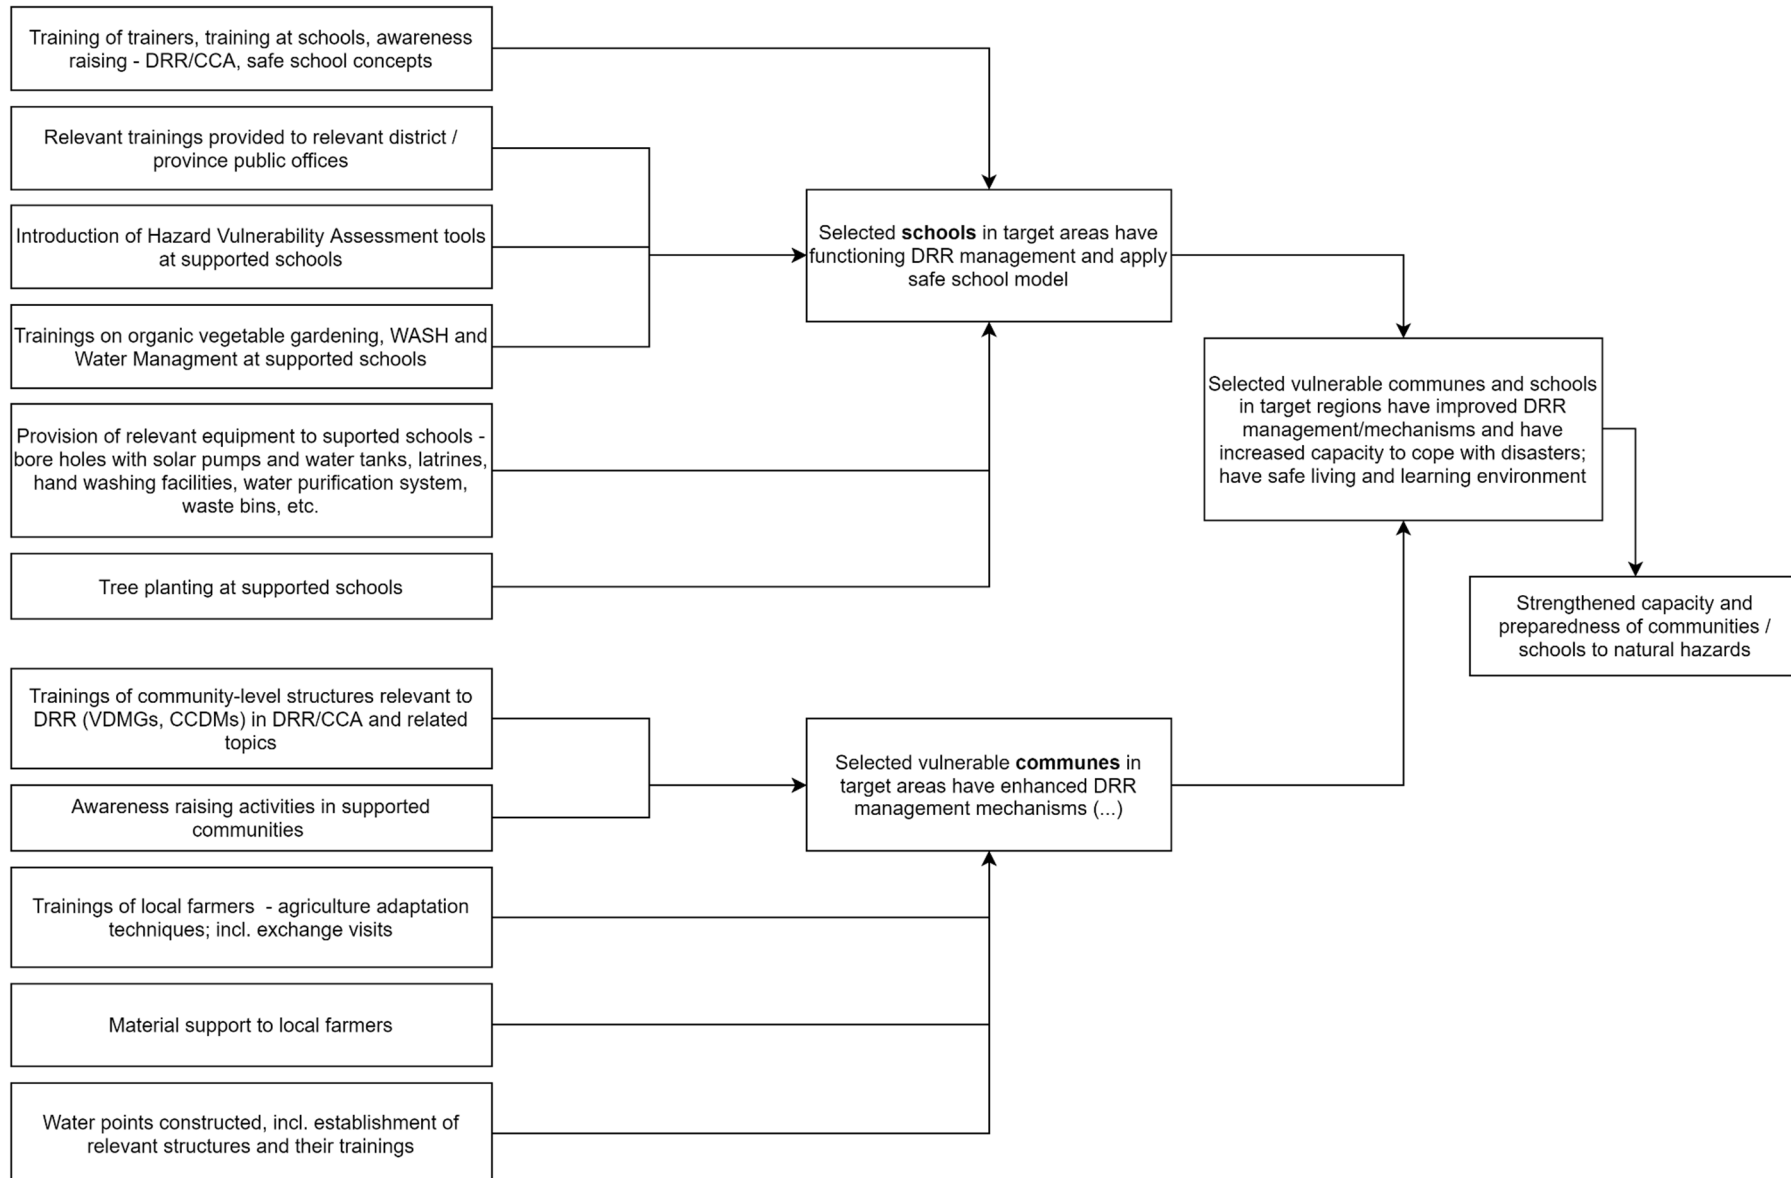 Training of trainers, training at schools, awareness
raising - DRR/CCA, safe school concepts
Relevant trainings provided to relevant district /
province public offices
Introduction of Hazard Vulnerability Assessment tools
at supported schools
Trainings on organic vegetable gardening, WASH and
Water Managment at supported schools
Provision of relevant equipment to suported schools -
bore holes with solar pumps and water tanks, latrines,
hand washing facilities, water purification system,
waste bins, etc.
Tree planting at supported schools
Selected schools in target areas have
functioning DRR management and apply
safe school model
Trainings of community-level structures relevant to
DRR (VDMGs, CCDMs) in DRR/CCA and related
topics
Awareness raising activities in supported
communities
Trainings of local farmers  - agriculture adaptation
techniques; incl. exchange visits
Material support to local farmers
Water points constructed, incl. establishment of
relevant structures and their trainings
Selected vulnerable communes in
target areas have enhanced DRR
management mechanisms (...)
Selected vulnerable communes and schools
in target regions have improved DRR
management/mechanisms and have
increased capacity to cope with disasters;
have safe living and learning environment
Strengthened capacity and
preparedness of communities /
schools to natural hazards